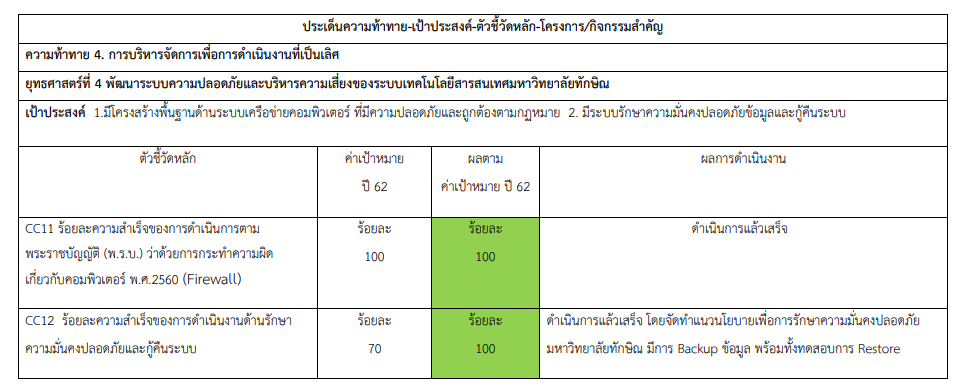 ประเด็นความท้าทาย-เป้าประสงค์-ตัวชี้วัดหลัก-โครงการ/กิจกรรมสำคัญ
ความท้าทาย 4. การบริหารจัดการเพื่อการดำเนินงานที่เป็นเลิศ
ยุทธศาสตร์ที่ 4 พัฒนาระบบความปลอดภัยและบริหารความเสี่ยงของระบบเทคโนโลยีสารสนเทศมหาวิทยาลัยทักษิณ
เป้าประสงค์ 1.มีโครงสร้างพื้นฐานด้านระบบเครือข่ายคอมพิวเตอร์ ที่มีความปลอดภัยและถูกต้องตามกฎหมาย 2. มีระบบรักษาความมั่นคงปลอดภัยข้อมูลและกู้คืนระบบ
ตัวชี้วัดหลัก
ค่าเป้าหมาย
ปี 62
ผลตาม
ค่าเป้าหมาย ปี 62
ผลการดำเนินงาน
CC11 ร้อยละความสำเร็จของการดำเนินการตาม
พระราชบัญญัติ (พ.ร.บ.) ว่าด้วยการกระทำความผิด
เกี่ยวกับคอมพิวเตอร์ พ.ศ.2560 (Firewall)
ร้อยละ
100
ร้อยละ
100
ดำเนินการแล้วเสร็จ
CC12 ร้อยละความสำเร็จของการดำเนินงานด้านรักษา
ความมั่นคงปลอดภัยและกู้คืนระบบ
ร้อยละ
70
ร้อยละ
100
ดำเนินการแล้วเสร็จ โดยจัดทำแนวนโยบายเพื่อการรักษาความมั่นคงปลอดภัย
มหาวิทยาลัยทักษิณ มีการ Backup ข้อมูล พร้อมทั้งทดสอบการ Restore